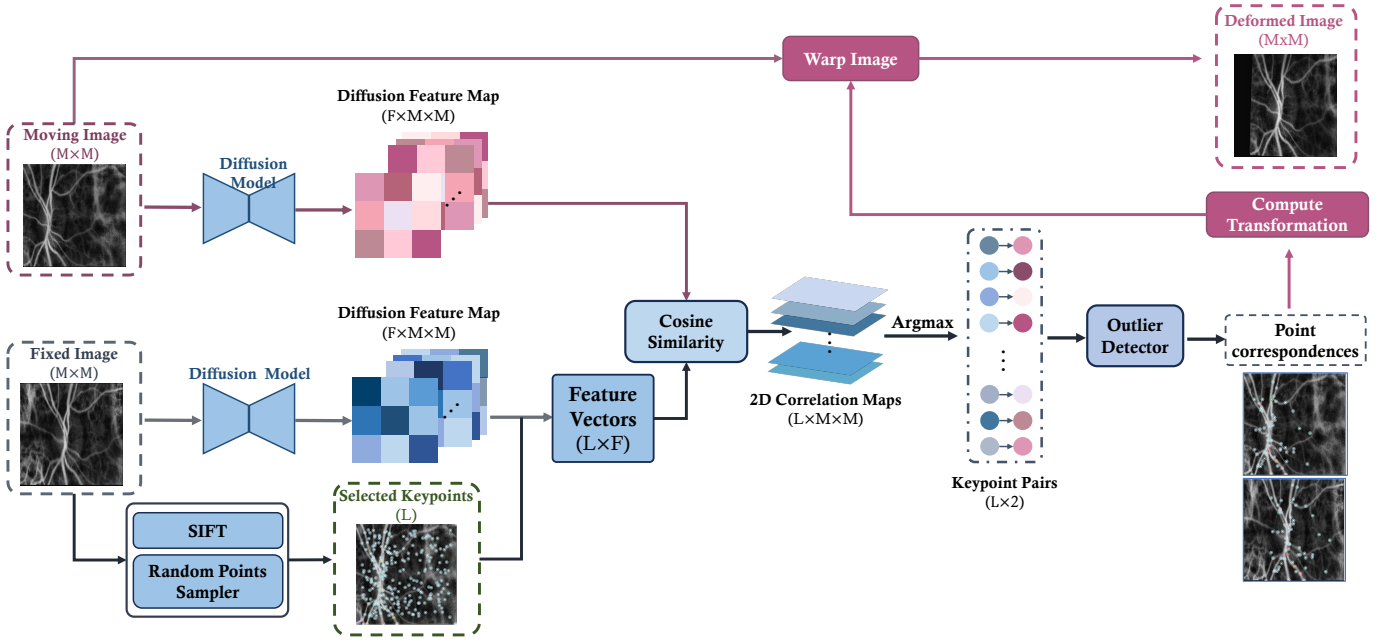 Deformed Image
(MxM)
Warp Image
Diffusion Feature Map
(F×M×M)
Moving Image
(M×M)
Diffusion
Model
Compute
Transformation
Diffusion Feature Map
(F×M×M)
Cosine
Similarity
Argmax
Outlier
Detector
Point
correspondences
Fixed Image
(M×M)
Diffusion Model
Feature
Vectors
(L×F)
2D Correlation Maps
(L×M×M)
Keypoint Pairs
(L×2)
Selected Keypoints
(L)
SIFT
Random Points
Sampler